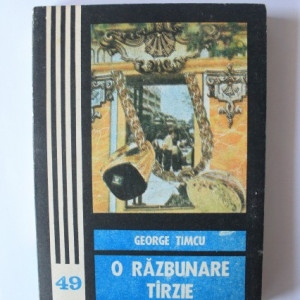 GEORGE TIMCU
49
O RĂZBUNARE
TÎRZIE